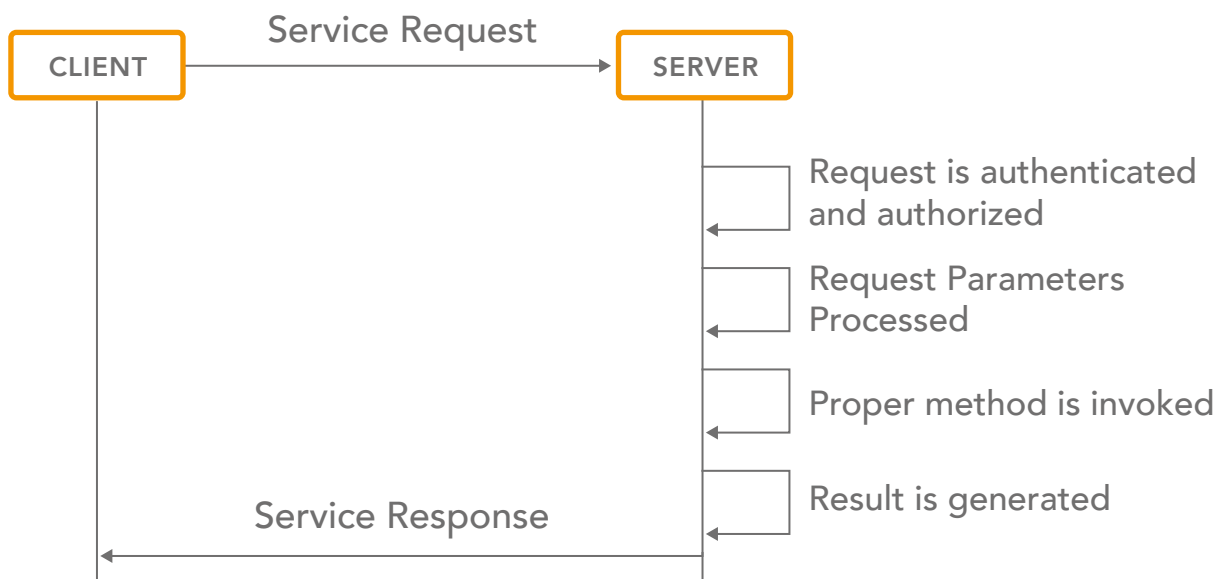 Service Request
CLIENT
SERVER
Request is authenticated
and authorized
Request Parameters
Processed
Proper method is invoked
Result is generated
Service Response